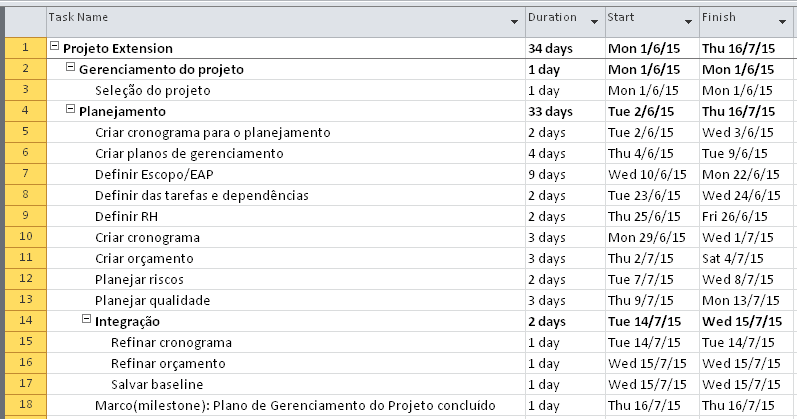 Task Name Duration Start Finish
1 Projeto Extension 34 days Mon 1/6/15 Thu 16/7/15
2 Gerenciamento do projeto 1 day Mon 1/6/15 Mon 1/6/15
3 Seleção do projeto 1 day Mon 1/6/15 Mon 1/6/15
4 Planejamento 33 days Tue 2/6/15 Thu 16/7/15
5 Criar cronograma para o planejamento 2 days Tue 2/6/15 Wed 3/6/15
6 Criar planos de gerenciamento 4 days Thu 4/6/15 Tue 9/6/15
7 Definir Escopo/EAP 9 days Wed 10/6/15 Mon 22/6/15
8 Definir das tarefas e dependências 2 days Tue 23/6/15 Wed 24/6/15
9 Definir RH 2 days Thu 25/6/15 Fri 26/6/15
10 Criar cronograma 3 days Mon 29/6/15 Wed 1/7/15
11 Criar orçamento 3 days Thu 2/7/15 Sat 4/7/15
12 Planejar riscos 2 days Tue 7/7/15 Wed 8/7/15
13 Planejar qualidade 3 days Thu 9/7/15 Mon 13/7/15
14 Integração 2 days Tue 14/7/15 Wed 15/7/15
15 Refinar cronograma 1 day Tue 14/7/15 Tue 14/7/15
16 Refinar orçamento 1 day Wed 15/7/15 Wed 15/7/15
17 Salvar baseline 1 day Wed 15/7/15 Wed 15/7/15
18 Marco(milestone): Plano de Gerenciamento do Projeto concluído 1 day Thu 16/7/15 Thu 16/7/15